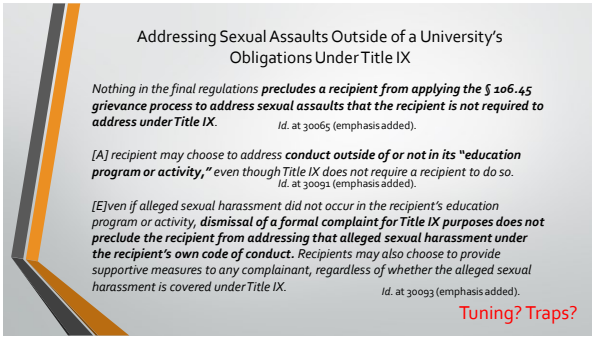 Addressing Sexual Assaults Outside of a University's
Obligations Under Title IX
Nothing in the final regulations precludes a recipient from applying the § 106.45
grievance process to address sexual assaults that the recipient is not required to
address under Title IX.
Id. at 30065 (emphasis added).
[A] recipient may choose to address conduct outside of or not in its “education
program or activity,” even though Title IX does not require a recipient to do so.
Id. at 30091 (emphasis added).
[E]ven if alleged sexual harassment did not occur in the recipient's education
program or activity, dismissal of a formal complaint for Title IX purposes does not
preclude the recipient from addressing that alleged sexual harassment under
the recipient's own code of conduct. Recipients may also choose to provide
supportive measures to any complainant, regardless of whether the alleged sexual
harassment is covered under Title IX.
Id. at 30093 (emphasis added).
Tuning? Traps?